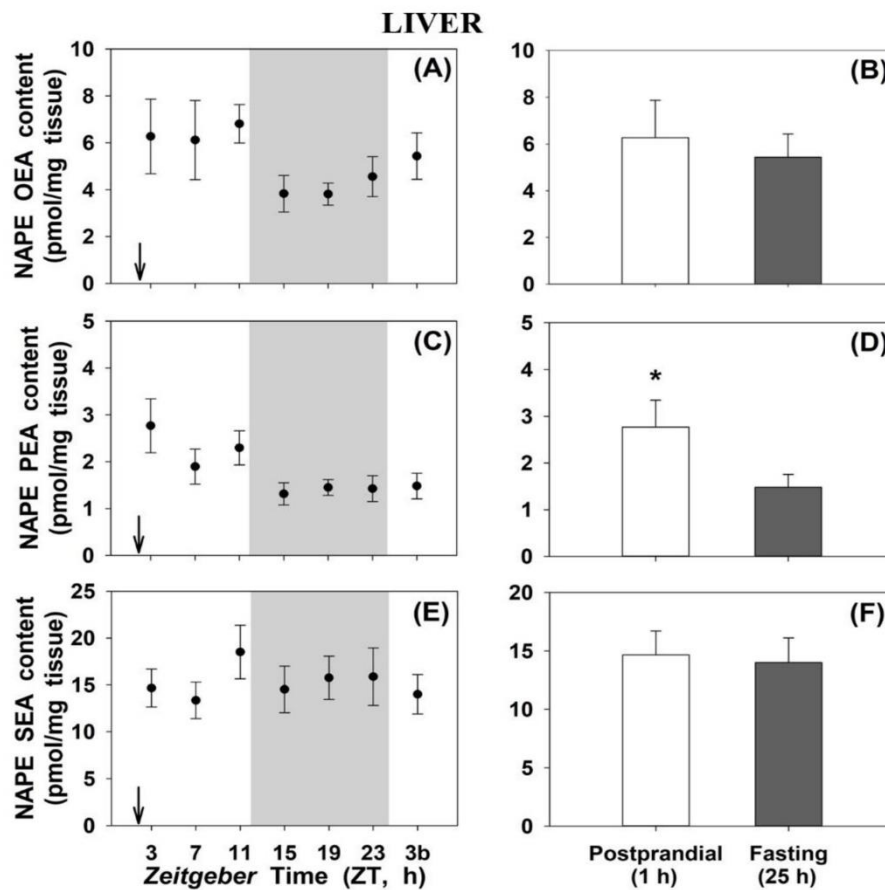 LIVER
(A)
NAPE OEA content
(pmol/mg tissue)
10
8
6
4
2
0
(B)
10
8
6
4
2
0
(C)
NAPE PEA content
(pmol/mg tissue)
5
4
3
2
1
0
(D)
5
4
3
2
1
0
*
(E)
NAPE SEA content
(pmol/mg tissue)
25
20
15
10
5
0
3 7 11 15 19 23 3b
Zeitgeber Time (ZT, h)
(F)
20
15
10
5
0
Postprandial Fasting
(1 h) (25 h)